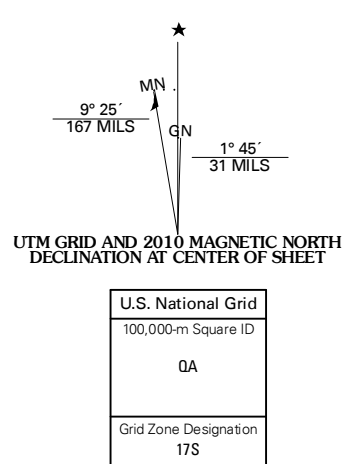 ★
MN
9° 25´
167 MILS
GN
1° 45´
31 MILS
UTM GRID AND 2010 MAGNETIC NORTH
DECLINATION AT CENTER OF SHEET
U.S. National Grid
100,000-m Square ID
QA
Grid Zone Designation
17S